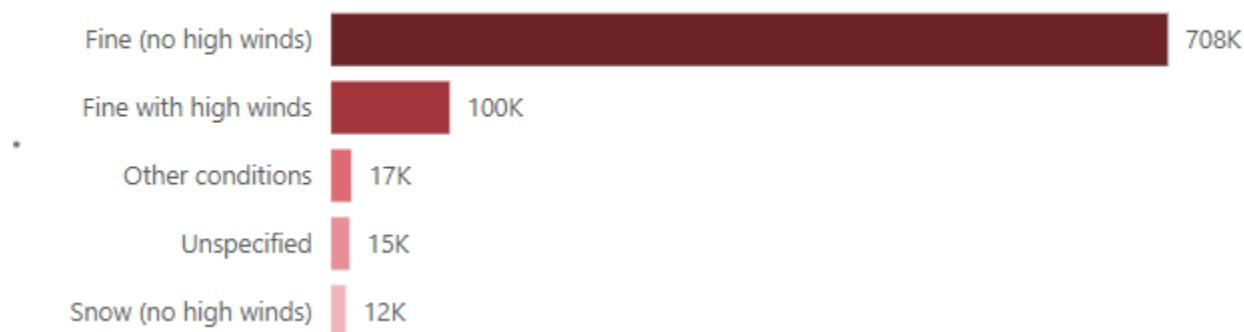 Fine (no high winds) 708K
Fine with high winds 100K
Other conditions 17K
Unspecified 15K
Snow (no high winds) 12K